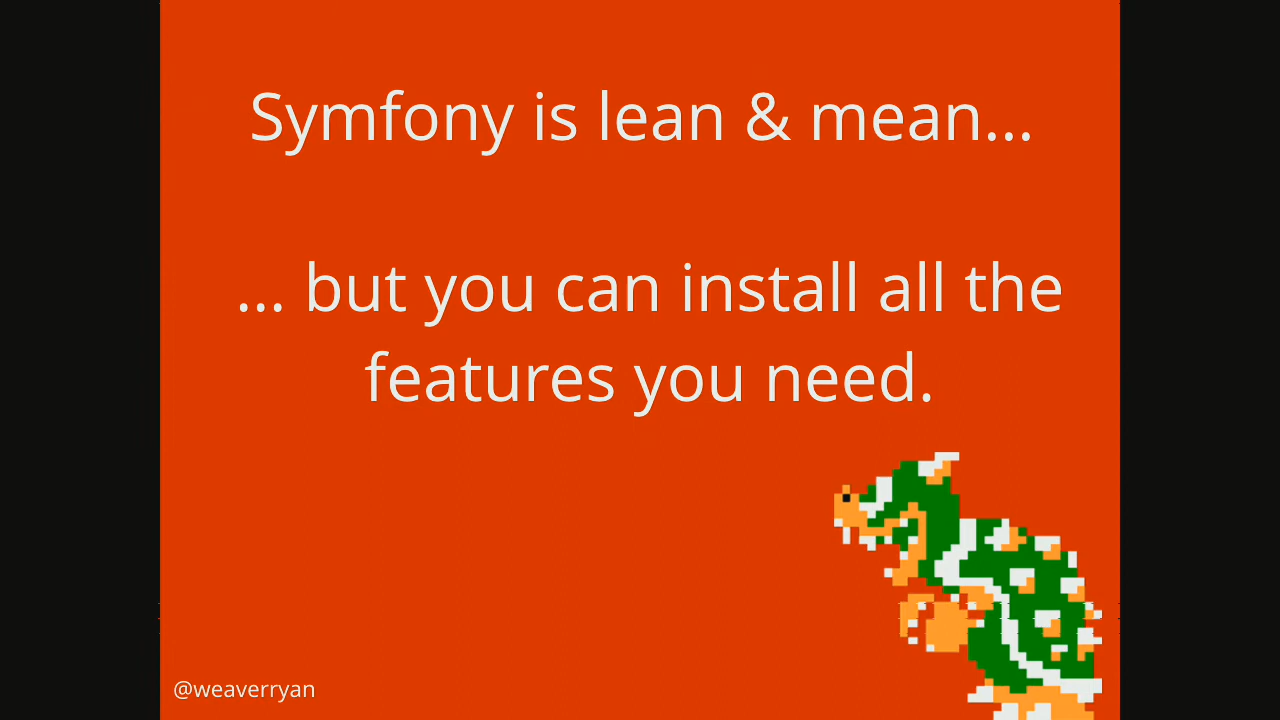 Symfony is lean & mean...
... but you can install all the
features you need.
@weaverryan